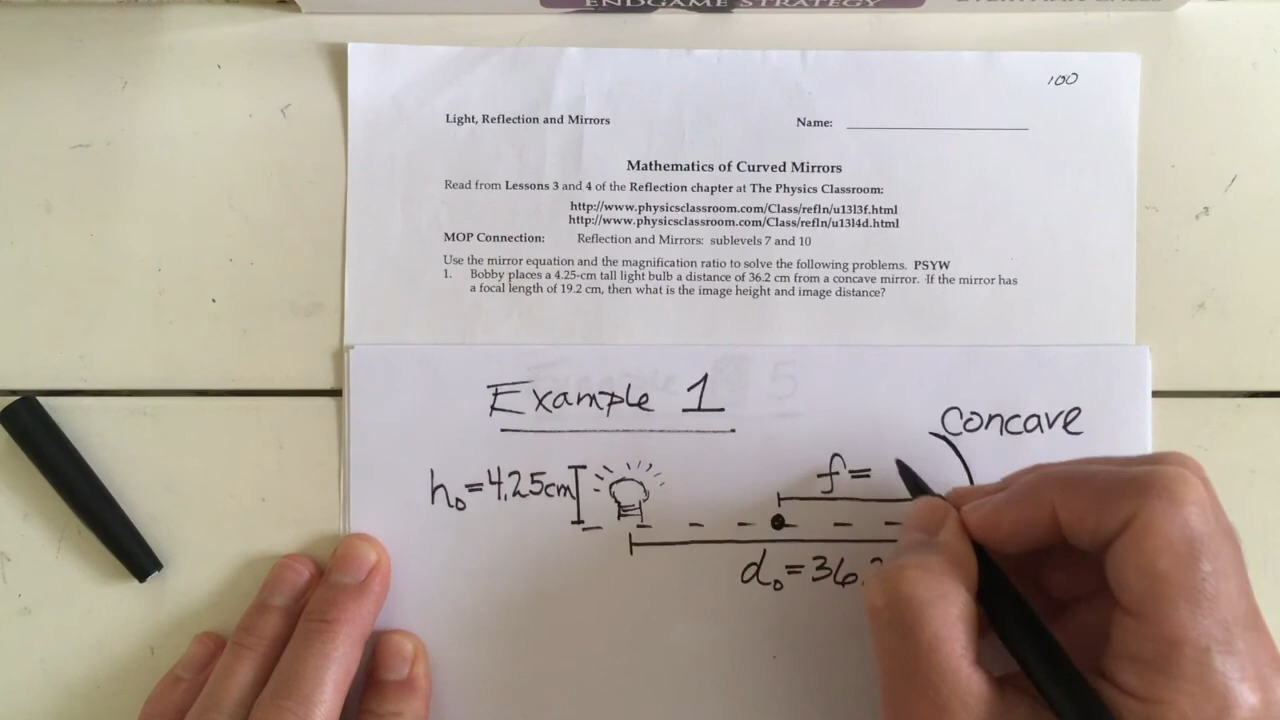 ENDGAME STRATEGY
100
Light, Reflection and Mirrors
Name:
Mathematics of Curved Mirrors
Read from Lessons 3 and 4 of the Reflection chapter at The Physics Classroom:
http://www.physicsclassroom.com/Class/refln/u13l3f.html
http://www.physicsclassroom.com/Class/refln/u13l4d.html
MOP Connection: Reflection and Mirrors: sublevels 7 and 10
Use the mirror equation and the magnification ratio to solve the following problems. PSYW
1. Bobby places a 4.25-cm tall light bulb a distance of 36.2 cm from a concave mirror. If the mirror has
a focal length of 19.2 cm, then what is the image height and image distance?
Example 1
5
concave
f=
ho=4.25cm
do=36.